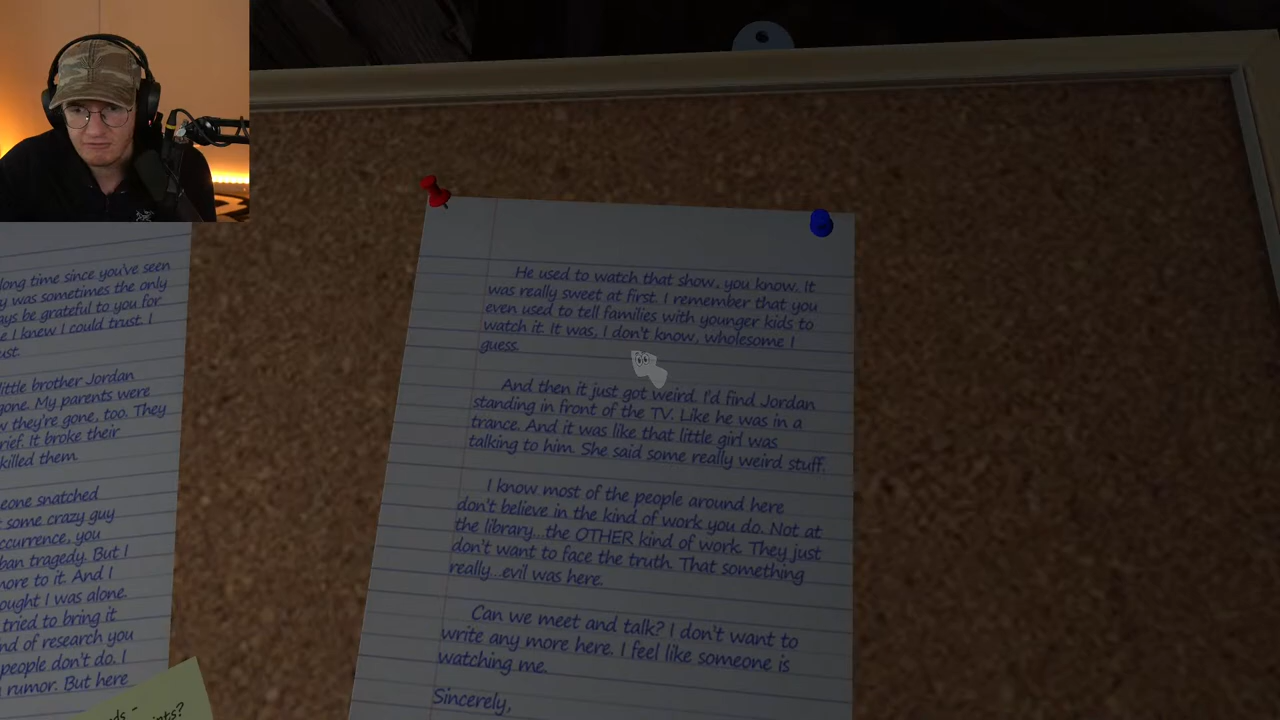 long time since you've seen
y was sometimes the only
ays be grateful to you for
e I knew I could trust. I
ust.
little brother Jordan
gone. My parents were
w they're gone, too. They
rief. It broke their
killed them.
eone snatched
t some crazy guy
ccurrence, you
ban tragedy. But I
more to it. And I
ought I was alone.
tried to bring it
nd of research you
people don't do. I
rumor. But here
ds -
ints?
He used to watch that show, you know. It
was really sweet at first. I remember that you
even used to tell families with younger kids to
watch it. It was, I don't know, wholesome I
guess.
And then it just got weird. I'd find Jordan
standing in front of the TV. Like he was in a
trance. And it was like that little girl was
talking to him. She said some really weird stuff.
I know most of the people around here
don't believe in the kind of work you do. Not at
the library...the OTHER kind of work. They just
don't want to face the truth. That something
really...evil was here.
Can we meet and talk? I don't want to
write any more here. I feel like someone is
watching me.
Sincerely,